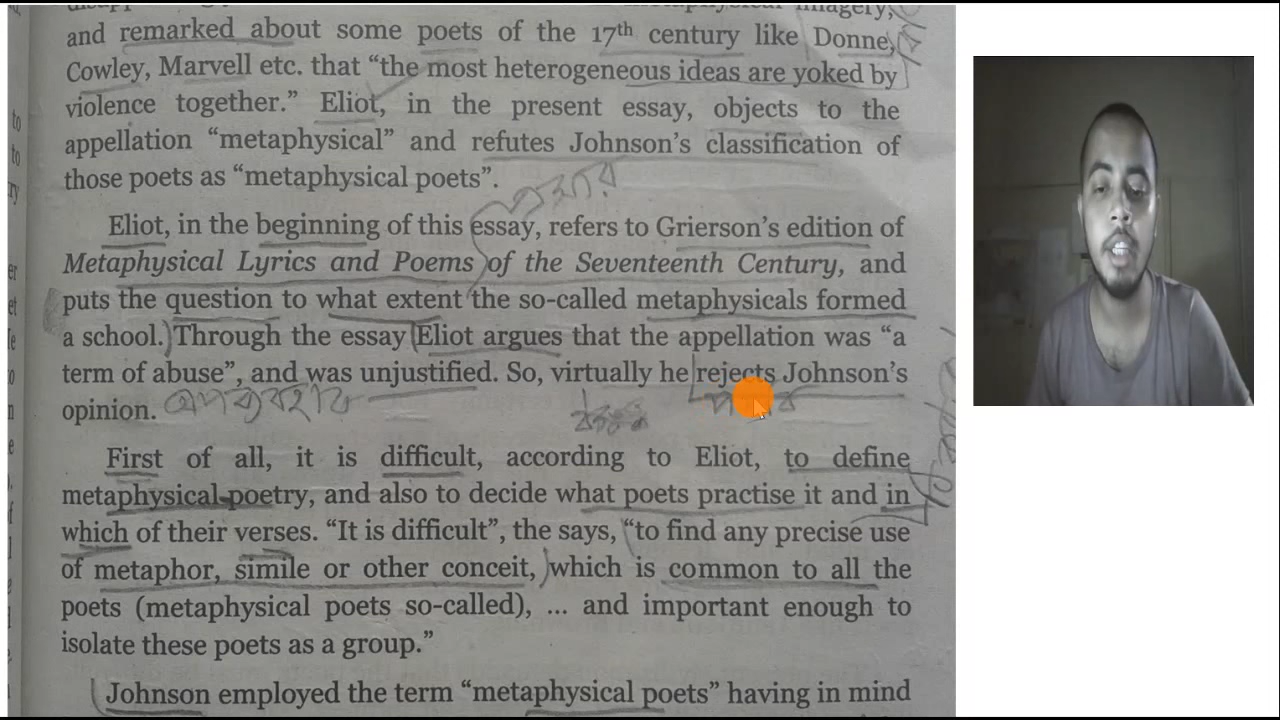 and remarked about some poets of the 17th century like Donne,
Cowley, Marvell etc. that “the most heterogeneous ideas are yoked by
violence together.” Eliot, in the present essay, objects to the
appellation “metaphysical” and refutes Johnson’s classification of
those poets as “metaphysical poets”.
Eliot, in the beginning of this essay, refers to Grierson’s edition of
Metaphysical Lyrics and Poems of the Seventeenth Century, and
puts the question to what extent the so-called metaphysicals formed
a school. Through the essay Eliot argues that the appellation was “a
term of abuse”, and was unjustified. So, virtually he rejects Johnson’s
opinion. অপব্যবহার
First of all, it is difficult, according to Eliot, to define
metaphysical poetry, and also to decide what poets practise it and in
which of their verses. “It is difficult”, the says, “to find any precise use
of metaphor, simile or other conceit, which is common to all the
poets (metaphysical poets so-called), ... and important enough to
isolate these poets as a group.”
Johnson employed the term “metaphysical poets” having in mind